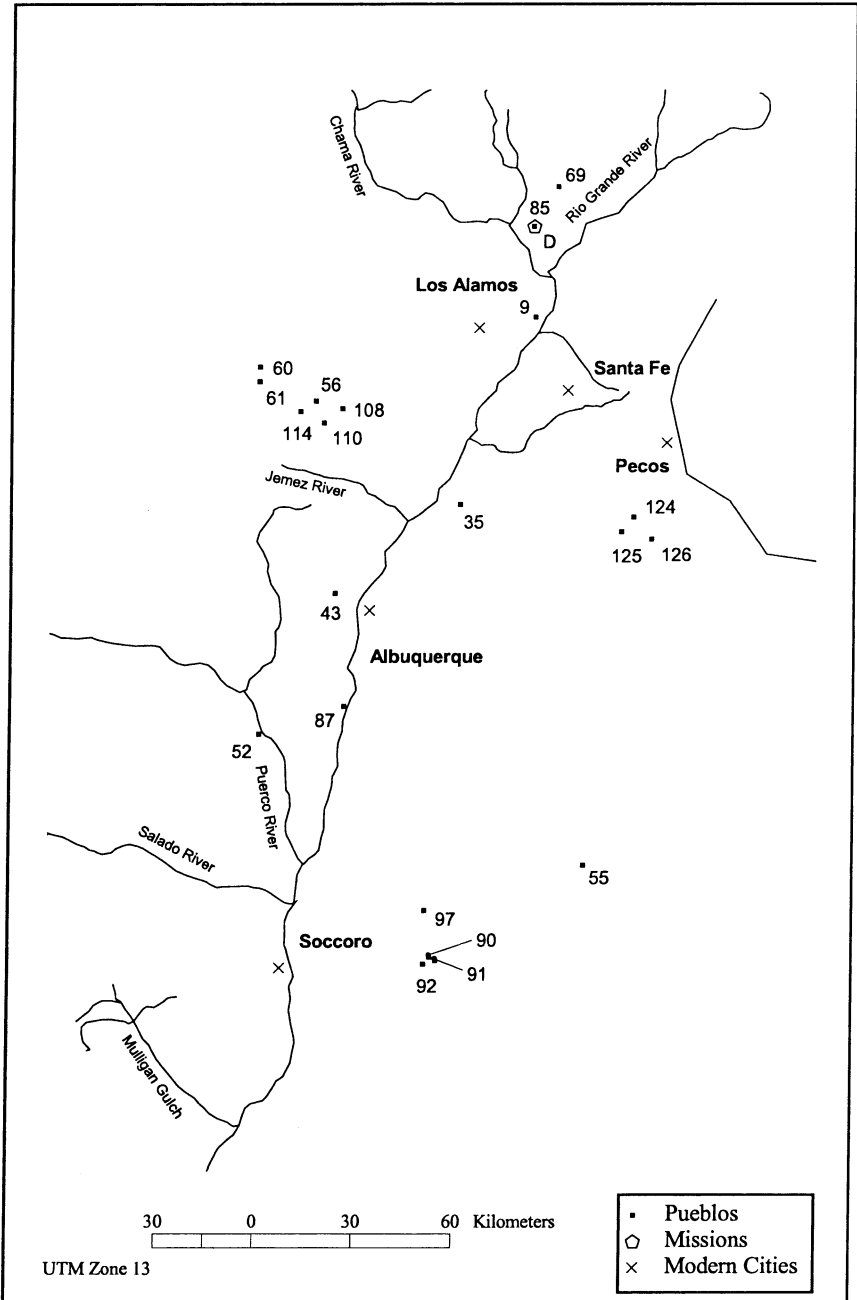 Chama River
69
Rio Grande River
85
D
Los Alamos
9
Santa Fe
60
56
61
108
114
110
Pecos
Jemez River
124
35
125
126
43
Albuquerque
87
52
Puerco River
Salado River
55
97
90
Soccoro
91
92
Mulligan Gulch
30 0 30 60 Kilometers
UTM Zone 13
Pueblos
Missions
Modern Cities